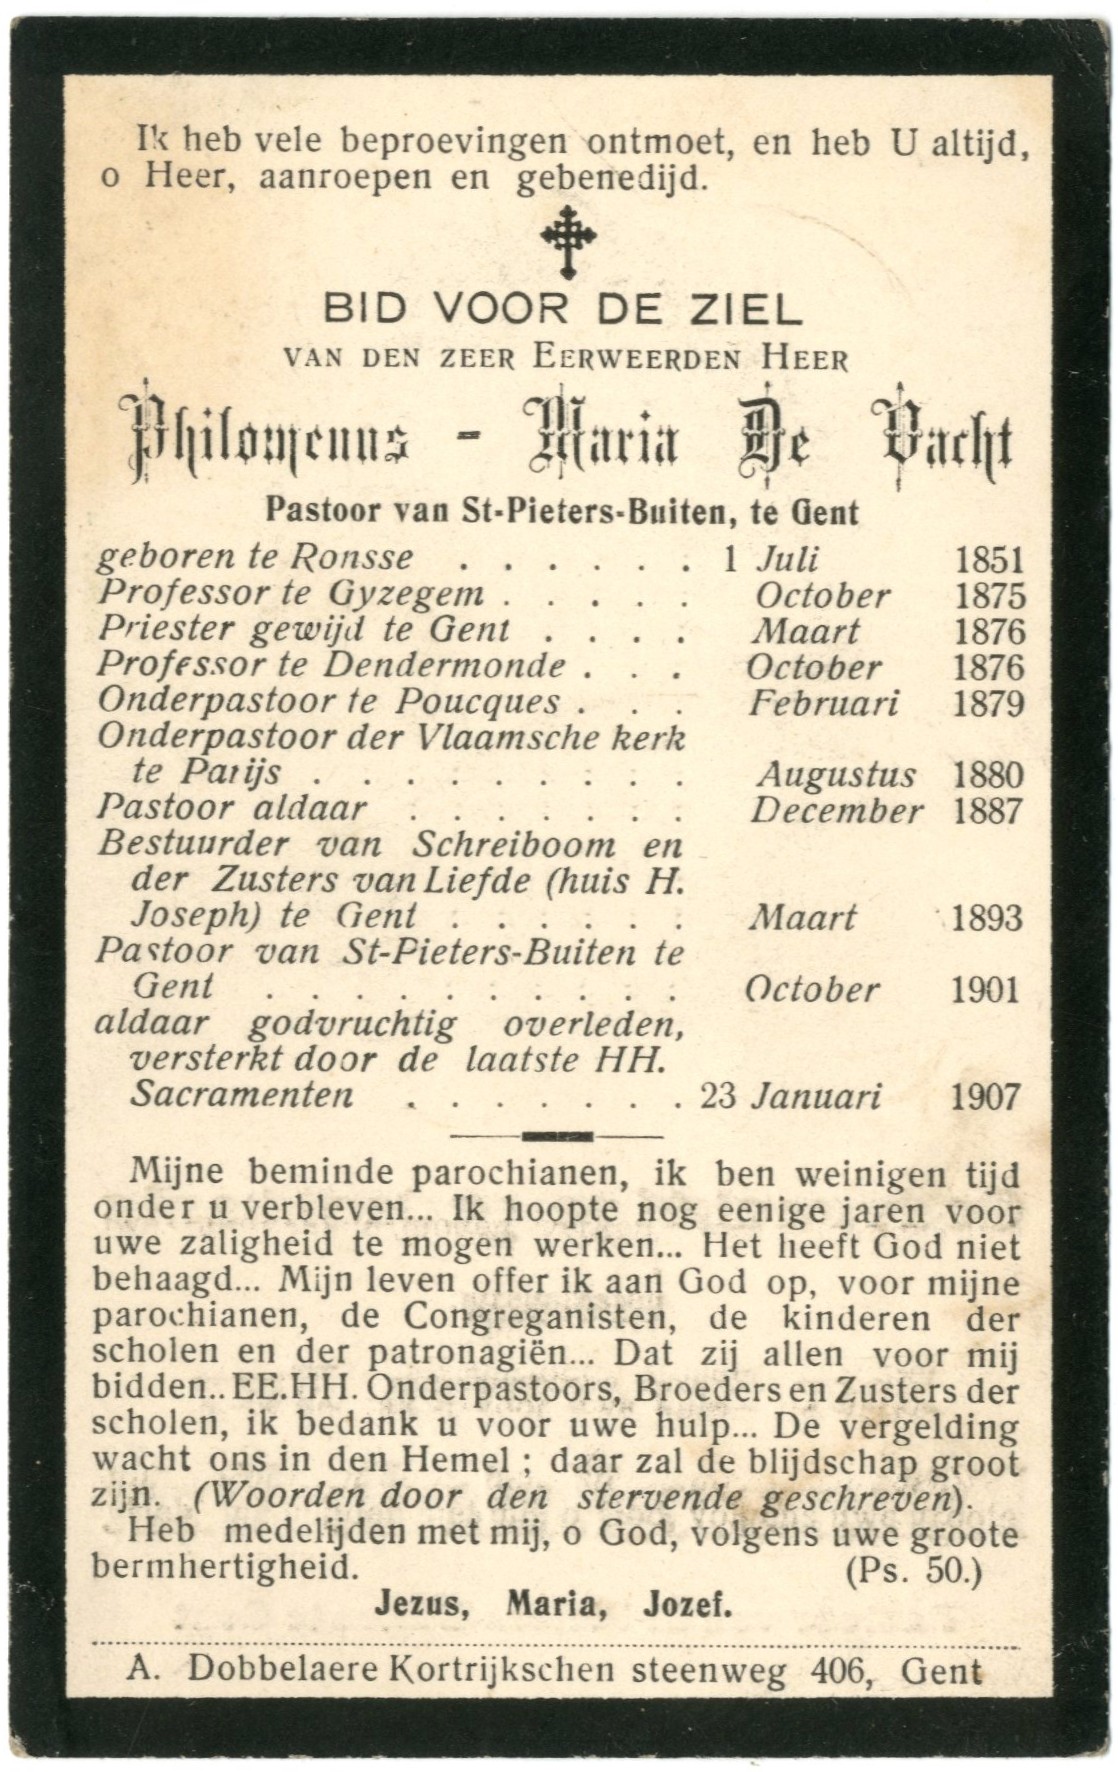 Ik heb vele beproevingen ontmoet, en heb U altijd,
o Heer, aanroepen en gebenedijd.
BID VOOR DE ZIEL
VAN DEN ZEER EERWEERDEN HEER
Philomenus - Maria De Vacht
Pastoor van St-Pieters-Buiten, te Gent
geboren te Ronsse . . . . . . 1 Juli 1851
Professor te Gyzegem . . . . . October 1875
Priester gewijd te Gent . . . . Maart 1876
Professor te Dendermonde . . . October 1876
Onderpastoor te Poucques . . . Februari 1879
Onderpastoor der Vlaamsche kerk
te Parijs . . . . . . . . . Augustus 1880
Pastoor aldaar . . . . . . . December 1887
Bestuurder van Schreiboom en
der Zusters van Liefde (huis H.
Joseph) te Gent . . . . . . Maart 1893
Pastoor van St-Pieters-Buiten te
Gent . . . . . . . . . . October 1901
aldaar godvruchtig overleden,
versterkt door de laatste HH.
Sacramenten . . . . . . . 23 Januari 1907
Mijne beminde parochianen, ik ben weinigen tijd
onder u verbleven... Ik hoopte nog eenige jaren voor
uwe zaligheid te mogen werken... Het heeft God niet
behaagd... Mijn leven offer ik aan God op, voor mijne
parochianen, de Congreganisten, de kinderen der
scholen en der patronagiën... Dat zij allen voor mij
bidden.. EE.HH. Onderpastoors, Broeders en Zusters der
scholen, ik bedank u voor uwe hulp... De vergelding
wacht ons in den Hemel ; daar zal de blijdschap groot
zijn. (Woorden door den stervende geschreven).
Heb medelijden met mij, o God, volgens uwe groote
bermhertigheid. (Ps. 50.)
Jezus, Maria, Jozef.
A. Dobbelaere Kortrijkschen steenweg 406, Gent